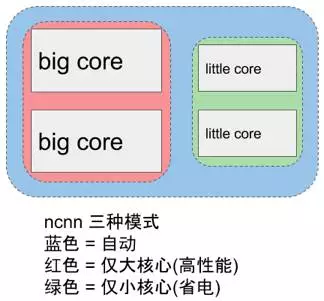 big core
little core
big core
little core
ncnn 三种模式
蓝色 = 自动
红色 = 仅大核心(高性能)
绿色 = 仅小核心(省电)